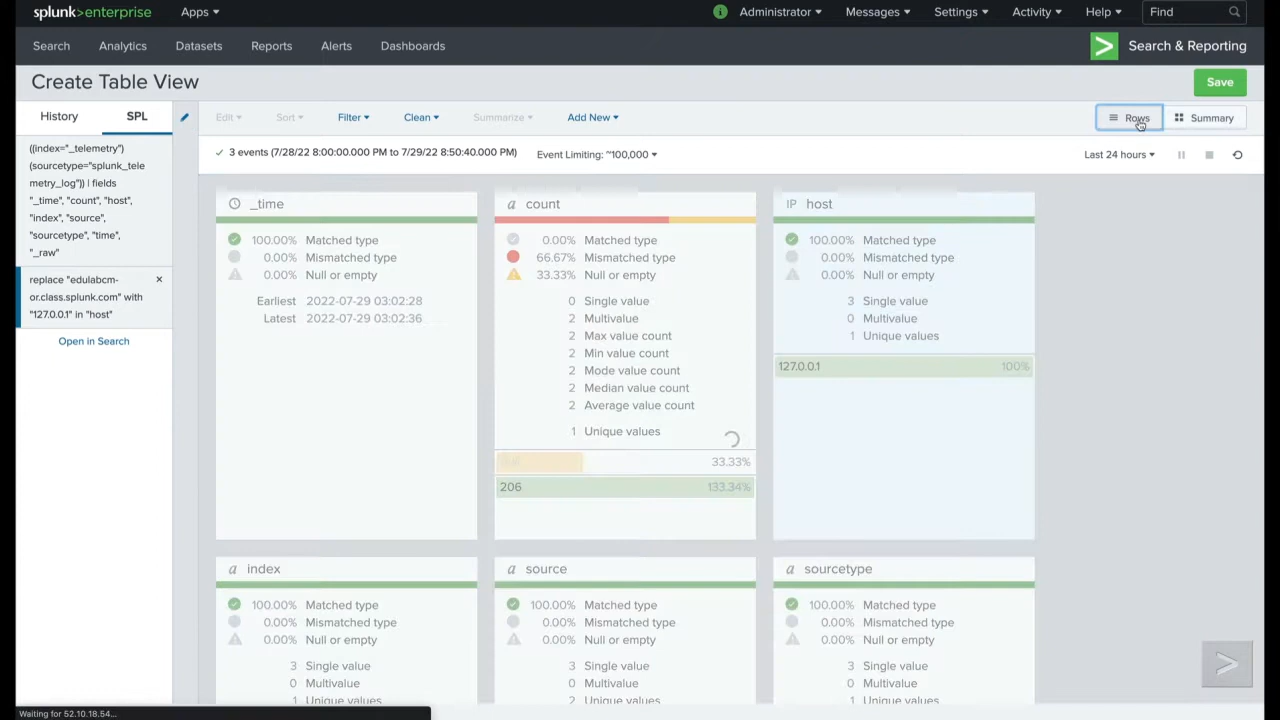 splunk>enterprise Apps Administrator Messages Settings Activity Help Find
Search Analytics Datasets Reports Alerts Dashboards Search & Reporting
Create Table View Save
History SPL Edit Sort Filter Clean Summarize Add New Rows Summary
((index="_telemetry")
(sourcetype="splunk_tele
metry_log")) | fields
"_time", "count", "host",
"index", "source",
"sourcetype", "time",
"_raw"
replace "edulabcm-
or.class.splunk.com" with
"127.0.0.1" in "host"
Open in Search
3 events (7/28/22 8:00:00.000 PM to 7/29/22 8:50:40.000 PM) Event Limiting: ~100,000 Last 24 hours
_time
100.00% Matched type
0.00% Mismatched type
0.00% Null or empty
Earliest 2022-07-29 03:02:28
Latest 2022-07-29 03:02:36
a count
0.00% Matched type
66.67% Mismatched type
33.33% Null or empty
0 Single value
2 Multivalue
2 Max value count
2 Min value count
2 Mode value count
2 Median value count
2 Average value count
1 Unique values
33.33%
206 133.34%
IP host
100.00% Matched type
0.00% Mismatched type
0.00% Null or empty
3 Single value
0 Multivalue
1 Unique values
127.0.0.1 100%
a index
100.00% Matched type
0.00% Mismatched type
0.00% Null or empty
3 Single value
0 Multivalue
1 Unique values
a source
100.00% Matched type
0.00% Mismatched type
0.00% Null or empty
3 Single value
0 Multivalue
2 Unique values
a sourcetype
100.00% Matched type
0.00% Mismatched type
0.00% Null or empty
3 Single value
0 Multivalue
1 Unique values
Waiting for 52.10.18.54...